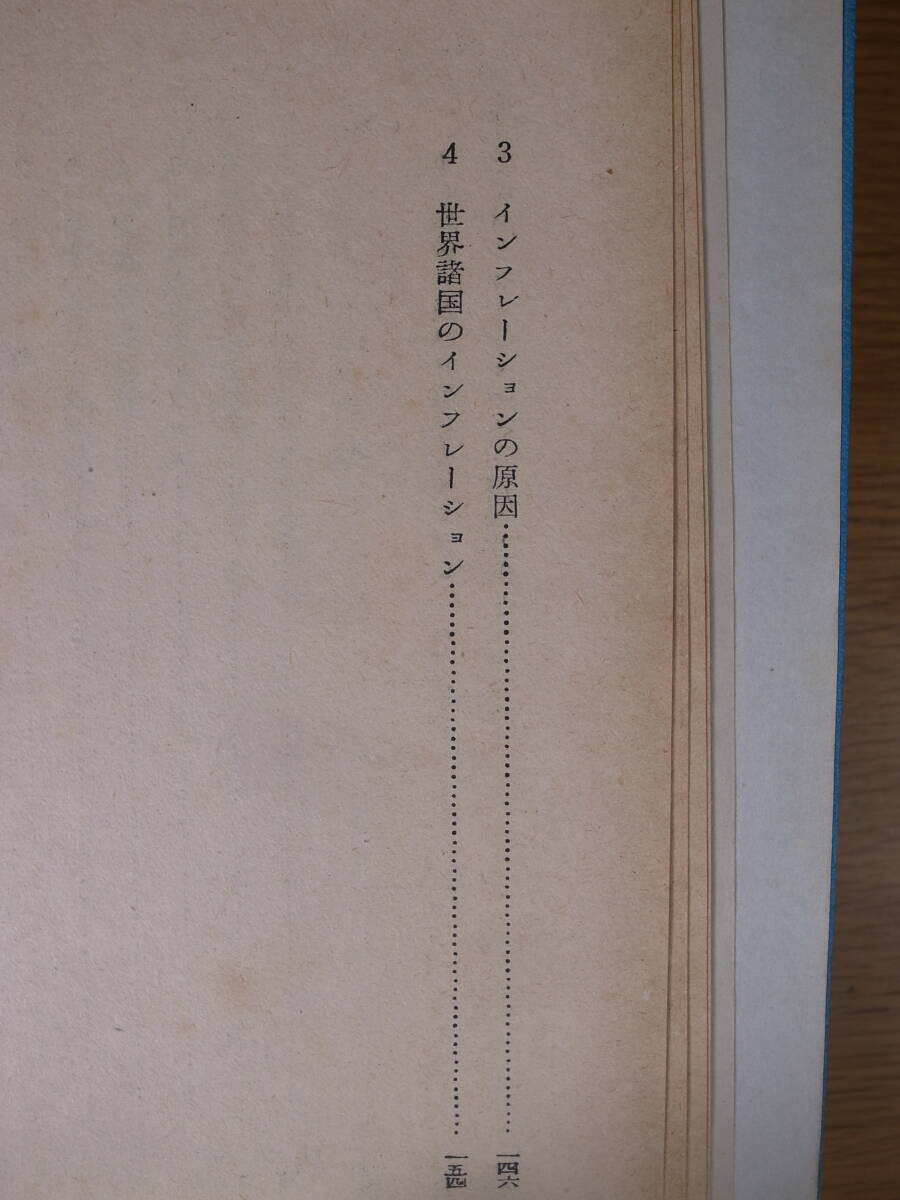 3 インフレーションの原因……………………一四六
4 世界諸国のインフレーション……………………一五四